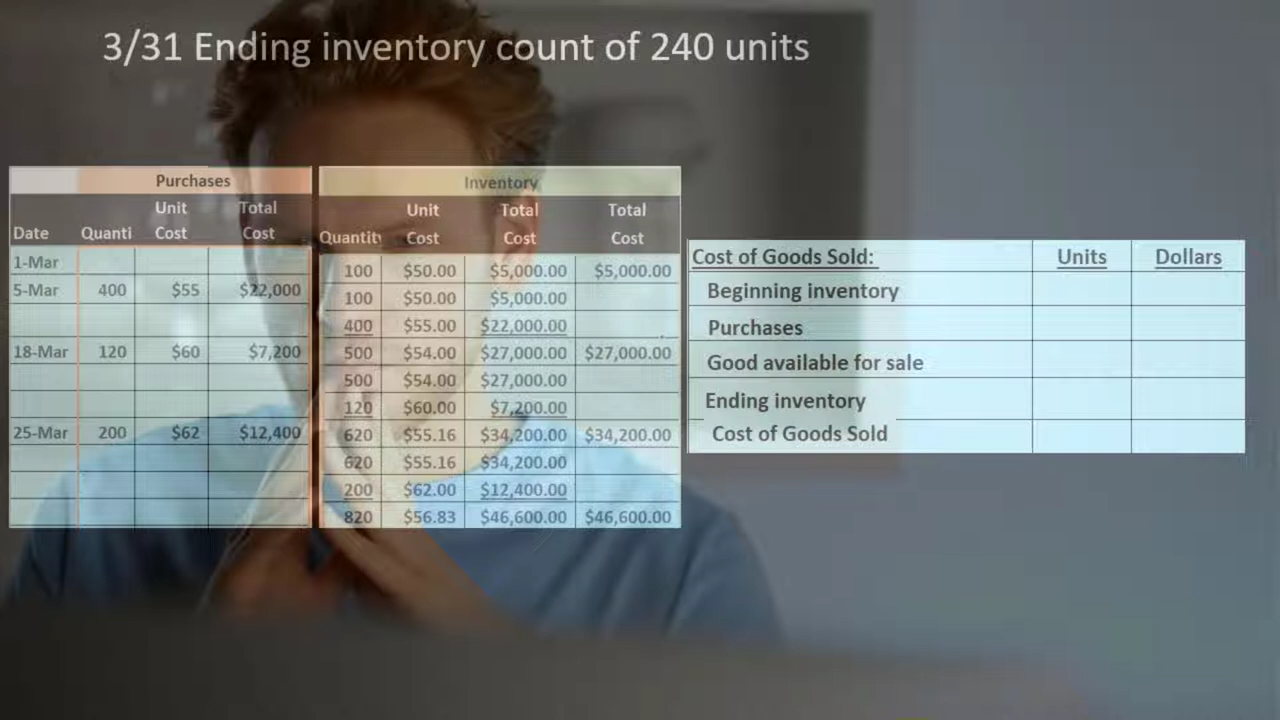 3/31 Ending inventory count of 240 units
Purchases
Date Quanti Unit Cost Total Cost
1-Mar
5-Mar 400 $55 $22,000
18-Mar 120 $60 $7,200
25-Mar 200 $62 $12,400
Inventory
Quantity Unit Cost Total Cost Total Cost
100 $50.00 $5,000.00 $5,000.00
100 $50.00 $5,000.00
400 $55.00 $22,000.00
500 $54.00 $27,000.00 $27,000.00
500 $54.00 $27,000.00
120 $60.00 $7,200.00
620 $55.16 $34,200.00 $34,200.00
620 $55.16 $34,200.00
200 $62.00 $12,400.00
820 $56.83 $46,600.00 $46,600.00
Cost of Goods Sold: Units Dollars
Beginning inventory
Purchases
Good available for sale
Ending inventory
Cost of Goods Sold